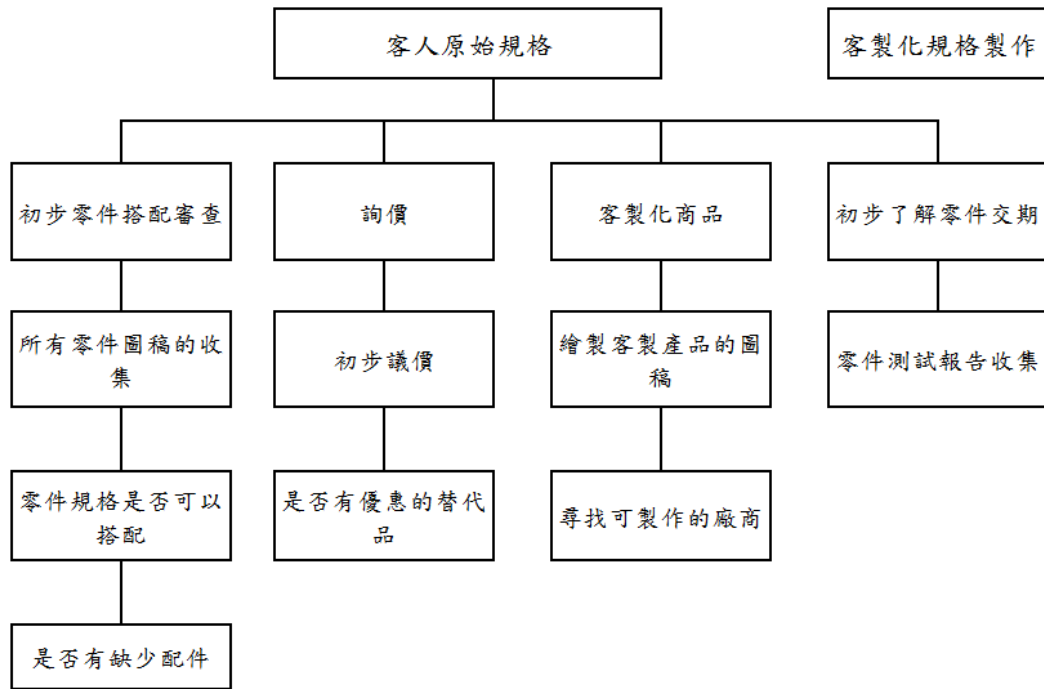 客人原始規格
客製化規格製作
初步零件搭配審查
詢價
客製化商品
初步了解零件交期
所有零件圖稿的收
集
初步議價
繪製客製產品的圖
稿
零件測試報告收集
零件規格是否可以
搭配
是否有優惠的替代
品
尋找可製作的廠商
是否有缺少配件